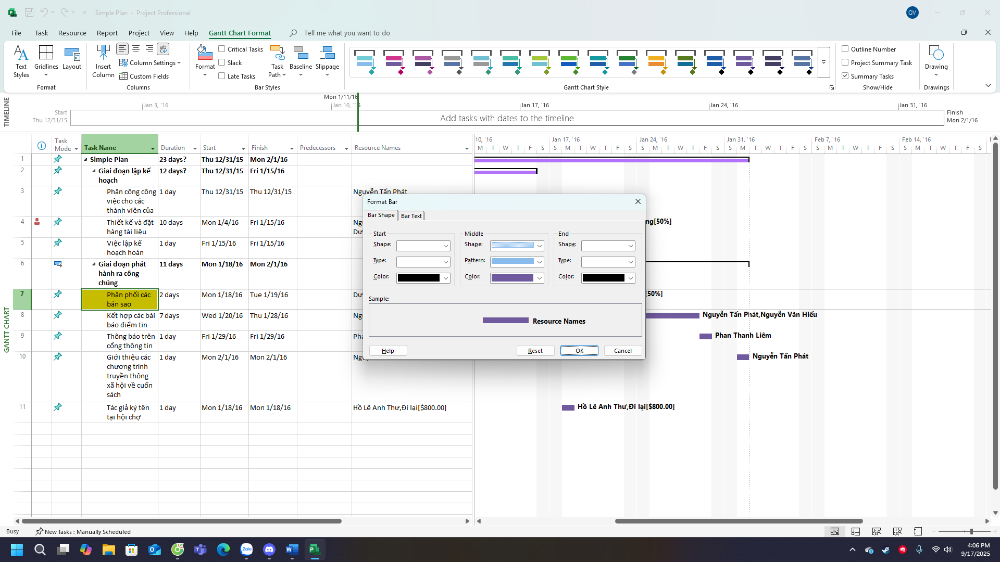 Simple Plan - Project Professional
QV
File Task Resource Report Project View Help Gantt Chart Format Tell me what you want to do
Text Styles
Gridlines
Layout
Format
Insert Column
ab c
Column Settings
Custom Fields
Columns
Format
Critical Tasks
Slack
Late Tasks
Task Path
Baseline
Slippage
Bar Styles
Gantt Chart Style
Outline Number
Project Summary Task
Summary Tasks
Show/Hide
Drawing
Drawings
TIMELINE
Mon 1/11/16
Jan 3, '16 Jan 10, '16 Jan 17, '16 Jan 24, '16 Jan 31, '16
Start
Thu 12/31/15
Add tasks with dates to the timeline
Finish
Mon 2/1/16
GANTT CHART
Task Mode Task Name Duration Start Finish Predecessors Resource Names
10, '16 Jan 17, '16 Jan 24, '16 Jan 31, '16 Feb 7, '16 Feb 14, '16
M T W T F S S M T W T F S S M T W T F S S M T W T F S S M T W T F S S M T W T F S
1 Simple Plan 23 days? Thu 12/31/15 Mon 2/1/16
2 Giai đoạn lập kế 12 days? Thu 12/31/15 Fri 1/15/16
hoạch
3 Phân công công 1 day Thu 12/31/15 Thu 12/31/15 Nguyễn Tấn Phát
việc cho các
thành viên của
4 Thiết kế và đặt 10 days Mon 1/4/16 Fri 1/15/16
hàng tài liệu
ng[50%]
5 Việc lập kế 1 day Fri 1/15/16 Fri 1/15/16
hoạch hoàn
6 Giai đoạn phát 11 days Mon 1/18/16 Mon 2/1/16
hành ra công
chúng
7 Phân phối các 2 days Mon 1/18/16 Tue 1/19/16
bản sao
[50%]
8 Kết hợp các bài 7 days Wed 1/20/16 Thu 1/28/16
báo điểm tin
Nguyễn Tấn Phát,Nguyễn Văn Hiếu
9 Thông báo trên 1 day Fri 1/29/16 Fri 1/29/16
cổng thông tin
Phan Thanh Liêm
10 Giới thiệu các 1 day Mon 2/1/16 Mon 2/1/16
chương trình
truyền thông
xã hội về cuốn
sách
Nguyễn Tấn Phát
11 Tác giả ký tên 1 day Mon 1/18/16 Mon 1/18/16 Hồ Lê Anh Thư,Đi lại[$800.00]
tại hội chợ
Hồ Lê Anh Thư,Đi lại[$800.00]
Format Bar
Bar Shape Bar Text
Start Middle End
Shape: Shape: Shape:
Type: Pattern: Type:
Color: Color: Color:
Sample:
Resource Names
Help Reset OK Cancel
Busy New Tasks : Manually Scheduled
Zalo
4:06 PM
9/17/2025